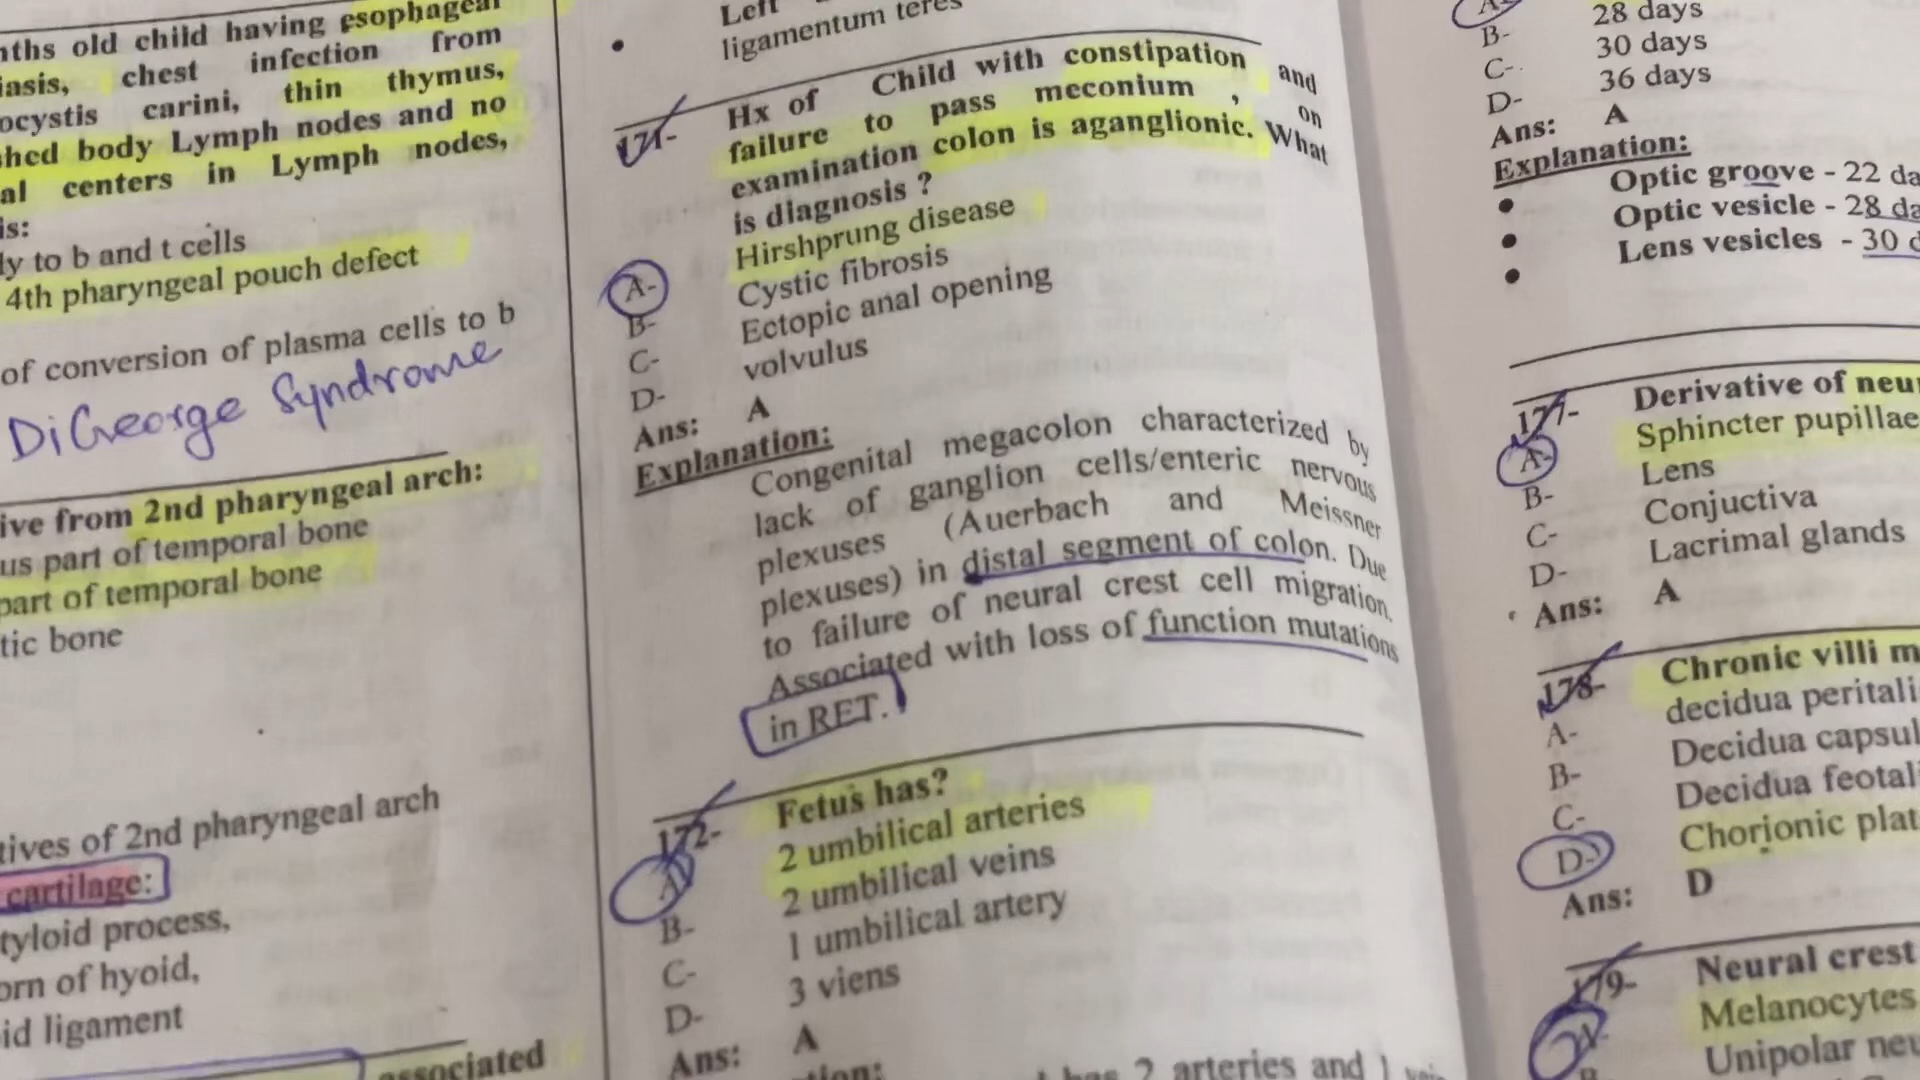 nths old child having esophageal
iasis, chest infection from
ocystis carini, thin thymus,
shed body Lymph nodes and no
al centers in Lymph nodes,
is:
ly to b and t cells
4th pharyngeal pouch defect
of conversion of plasma cells to b
DiGeorge Syndrome
ive from 2nd pharyngeal arch:
us part of temporal bone
part of temporal bone
tic bone
tives of 2nd pharyngeal arch
cartilage:
tyloid process,
orn of hyoid,
id ligament
associated
Left
ligamentum teres
171- Hx of Child with constipation and
failure to pass meconium , on
examination colon is aganglionic. What
is diagnosis ?
A- Hirshprung disease
B- Cystic fibrosis
C- Ectopic anal opening
D- volvulus
Ans: A
Explanation:
Congenital megacolon characterized by
lack of ganglion cells/enteric nervous
plexuses (Auerbach and Meissner
plexuses) in distal segment of colon. Due
to failure of neural crest cell migration.
Associated with loss of function mutations
in RET.
172- Fetus has?
A 2 umbilical arteries
B- 2 umbilical veins
C- 1 umbilical artery
D- 3 viens
Ans: A
tion:
has 2 arteries and 1
A 28 days
B- 30 days
C- 36 days
D-
Ans: A
Explanation:
Optic groove - 22 da
• Optic vesicle - 28 da
• Lens vesicles - 30 d
•
177- Derivative of neu
A- Sphincter pupillae
B- Lens
C- Conjuctiva
D- Lacrimal glands
Ans: A
178- Chronic villi m
A- decidua peritali
B- Decidua capsul
C- Decidua feotali
D- Chorionic plat
Ans: D
179- Neural crest
A- Melanocytes
B Unipolar neu